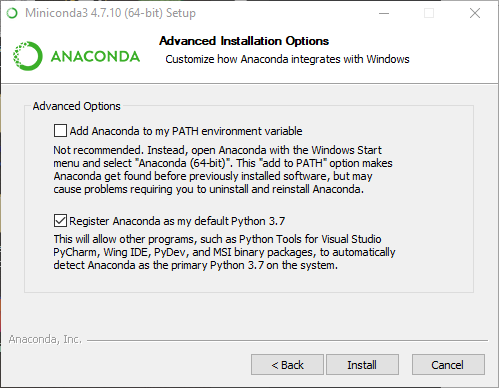 Miniconda3 4.7.10 (64-bit) Setup
ANACONDA
Advanced Installation Options
Customize how Anaconda integrates with Windows
Advanced Options
Add Anaconda to my PATH environment variable
Not recommended. Instead, open Anaconda with the Windows Start
menu and select "Anaconda (64-bit)". This "add to PATH" option makes
Anaconda get found before previously installed software, but may
cause problems requiring you to uninstall and reinstall Anaconda.
Register Anaconda as my default Python 3.7
This will allow other programs, such as Python Tools for Visual Studio
PyCharm, Wing IDE, PyDev, and MSI binary packages, to automatically
detect Anaconda as the primary Python 3.7 on the system.
Anaconda, Inc.
< Back
Install
Cancel